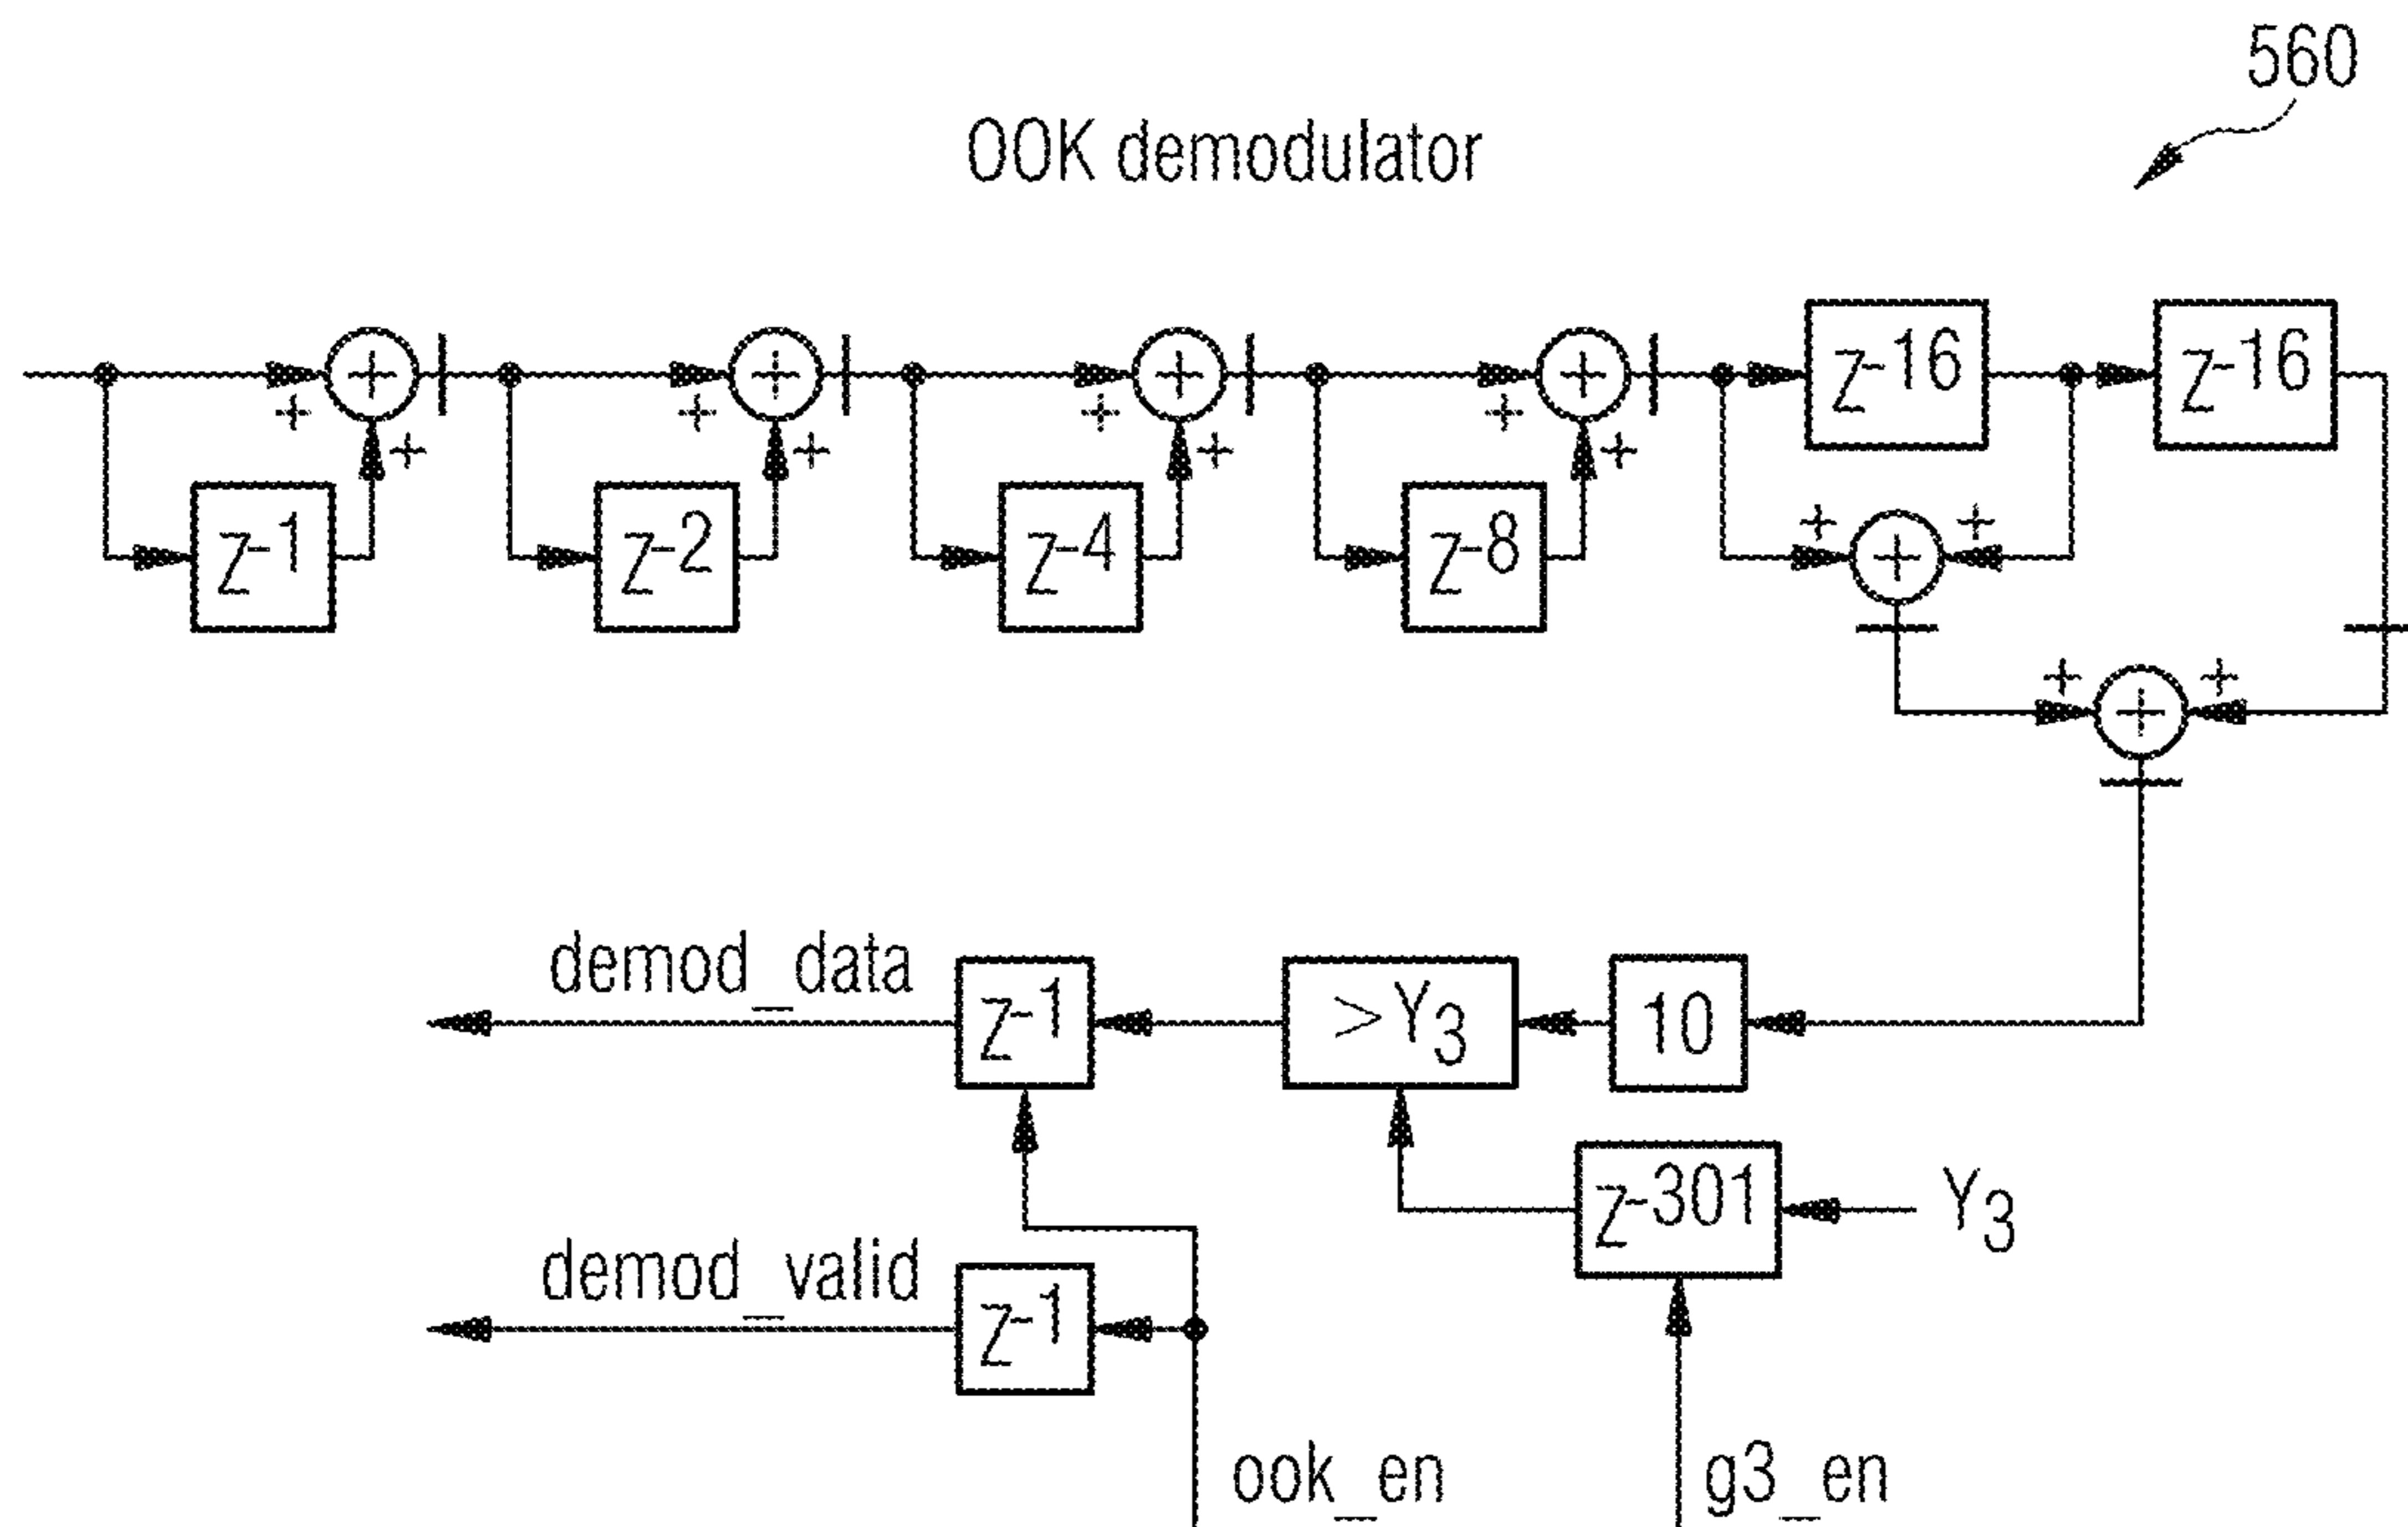 560
OOK demodulator
z-16
z-16
+
+
+
+
+
+
+
+
+
+
+
+
z-1
z-2
z-4
z-8
+
+
+
+
+
+
demod_data
z-1
>Y3
10
z-301
Y3
demod_valid
z-1
ook_en
g3_en